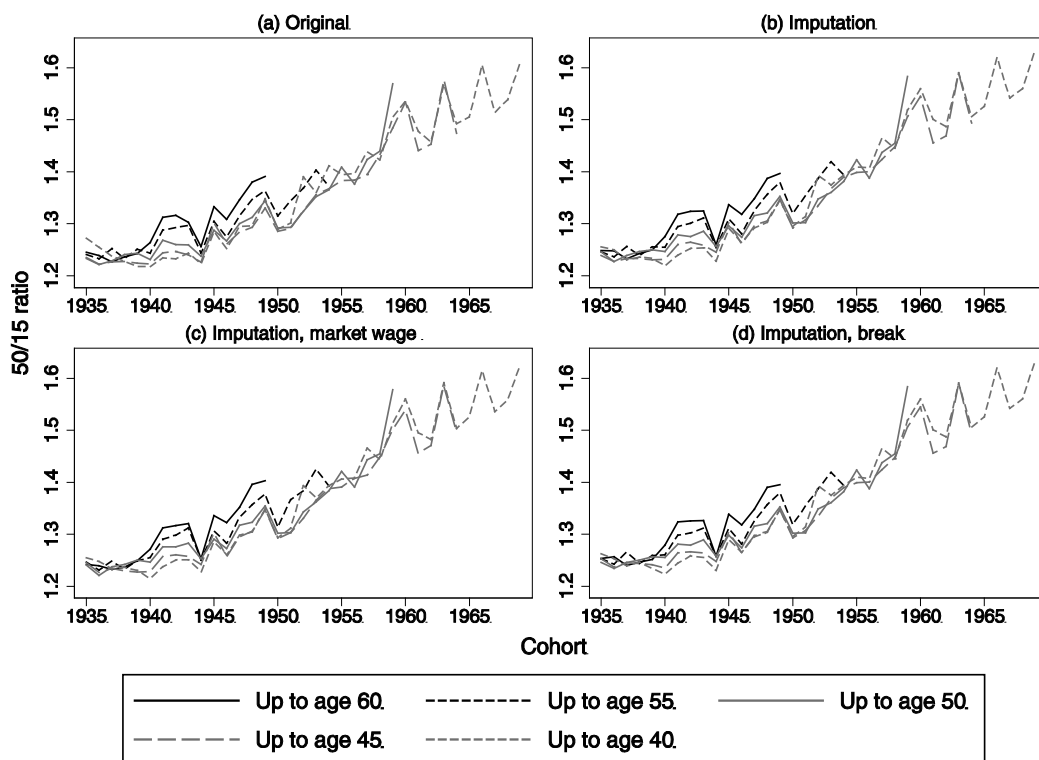 (a) Original.
(b) Imputation.
50/15 ratio
1.6
1.5
1.4
1.3
1.2
1935. 1940. 1945. 1950. 1955. 1960. 1965.
1.6
1.5
1.4
1.3
1.2
1935. 1940. 1945. 1950. 1955. 1960. 1965.
(c) Imputation, market wage .
(d) Imputation, break.
1.6
1.5
1.4
1.3
1.2
1935. 1940. 1945. 1950. 1955. 1960. 1965.
1.6
1.5
1.4
1.3
1.2
1935. 1940. 1945. 1950. 1955. 1960. 1965.
Cohort.
Up to age 60. Up to age 55. Up to age 50.
Up to age 45. Up to age 40.